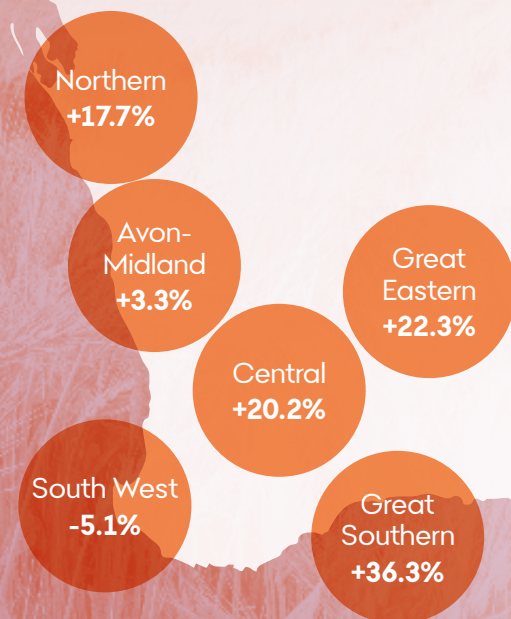 Northern
+17.7%
Avon-
Midland
+3.3%
Great
Eastern
+22.3%
Central
+20.2%
South West
-5.1%
Great
Southern
+36.3%